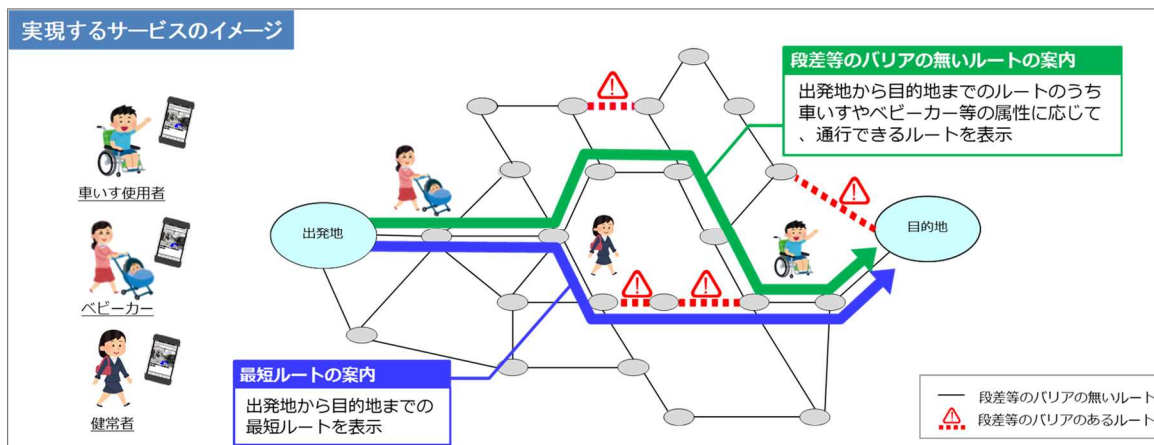 実現するサービスのイメージ
車いす使用者
ベビーカー
健常者
出発地
段差等のバリアの無いルートの案内
出発地から目的地までのルートのうち
車いすやベビーカー等の属性に応じて
、通行できるルートを表示
目的地
最短ルートの案内
出発地から目的地までの
最短ルートを表示
段差等のバリアの無いルート
段差等のバリアのあるルート